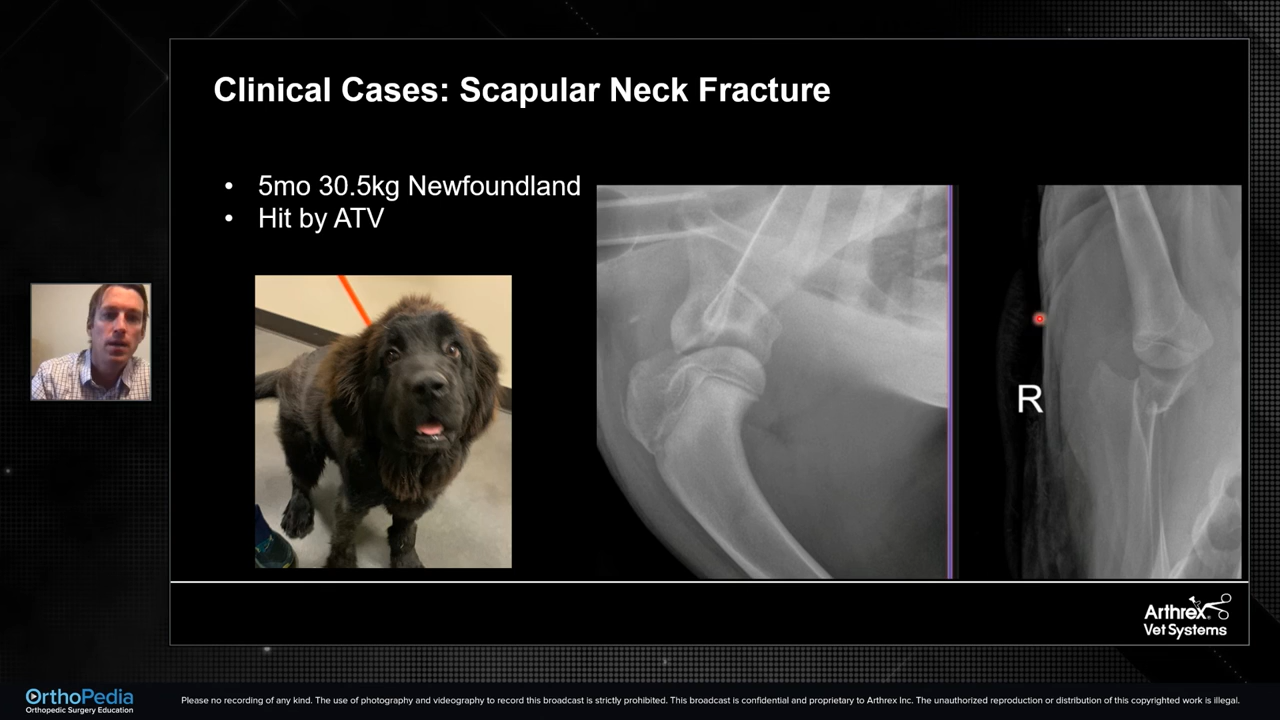 Clinical Cases: Scapular Neck Fracture
• 5mo 30.5kg Newfoundland
• Hit by ATV
R
Arthrex
Vet Systems
OrthoPedia
Orthopedic Surgery Education
Please no recording of any kind. The use of photography and videography to record this broadcast is strictly prohibited. This broadcast is confidential and proprietary to Arthrex Inc. The unauthorized reproduction or distribution of this copyrighted work is illegal.